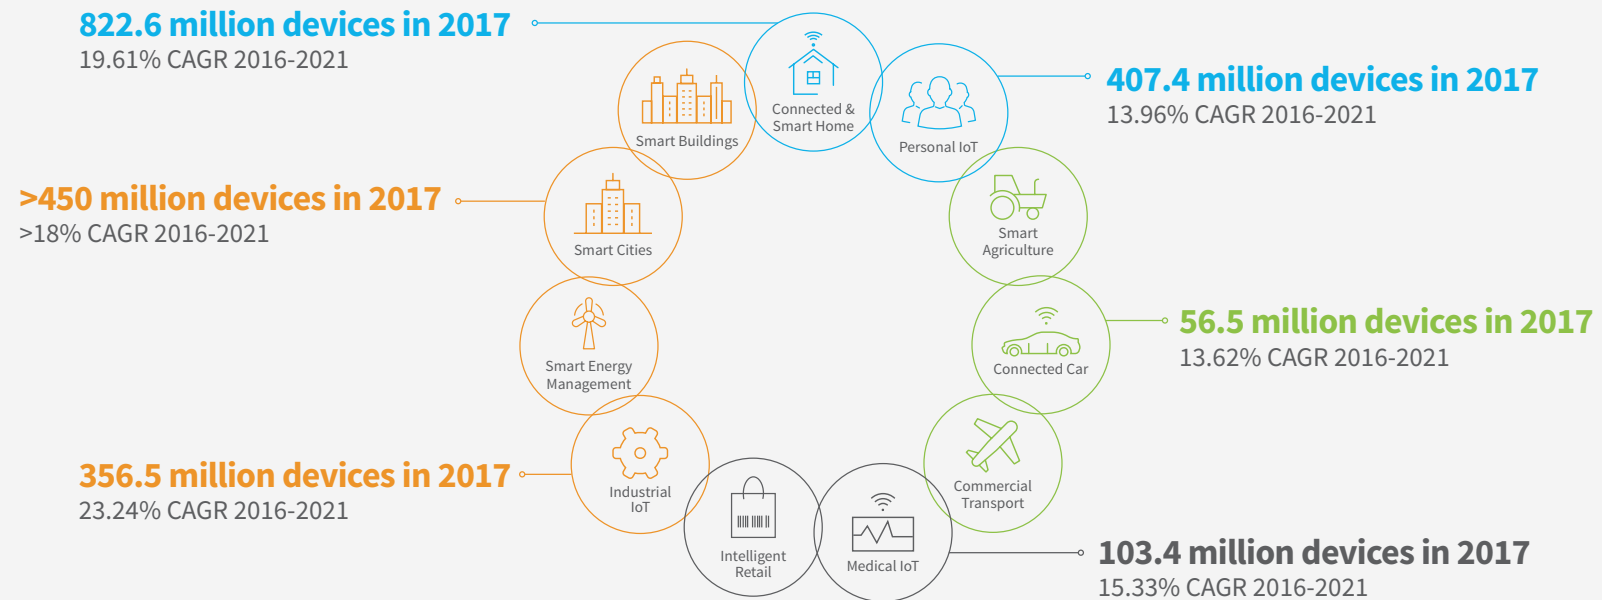 822.6 million devices in 2017
19.61% CAGR 2016-2021
Connected &
Smart Home
407.4 million devices in 2017
13.96% CAGR 2016-2021
Smart Buildings
Personal IoT
>450 million devices in 2017
>18% CAGR 2016-2021
Smart Cities
Smart
Agriculture
56.5 million devices in 2017
13.62% CAGR 2016-2021
Smart Energy
Management
Connected Car
356.5 million devices in 2017
23.24% CAGR 2016-2021
Industrial
IoT
Commercial
Transport
Intelligent
Retail
Medical IoT
103.4 million devices in 2017
15.33% CAGR 2016-2021